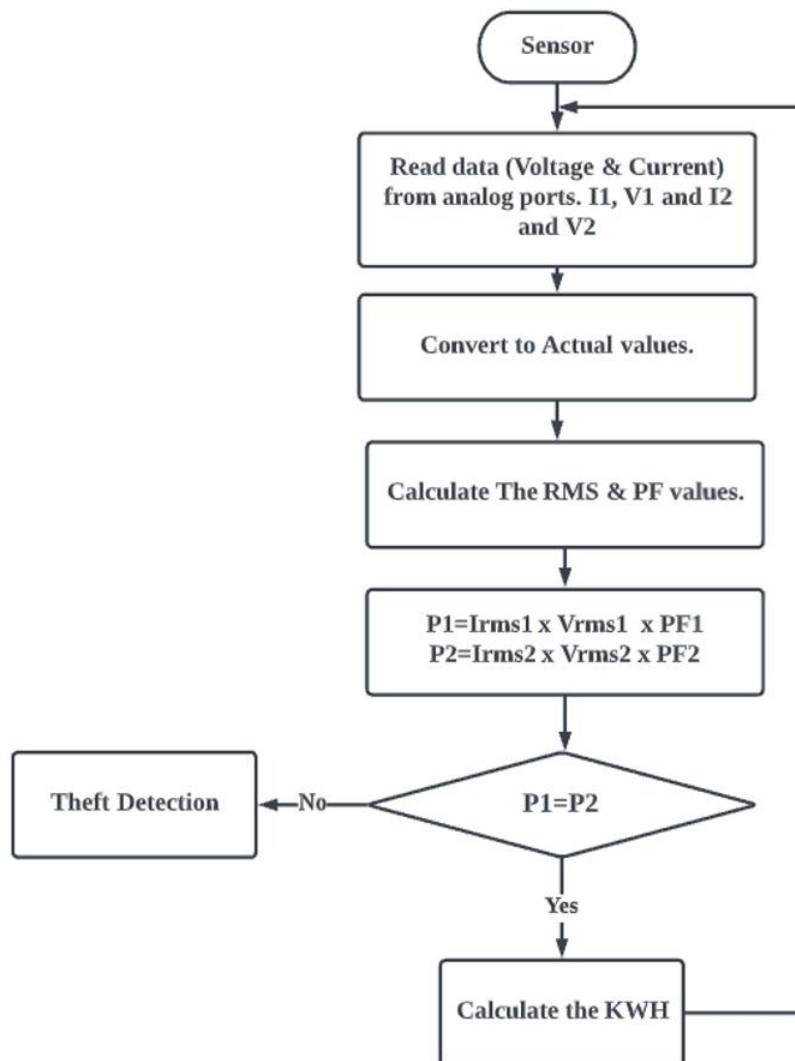 Sensor
Read data (Voltage & Current)
from analog ports. I1, V1 and I2
and V2
Convert to Actual values.
Calculate The RMS & PF values.
P1=Irms1 x Vrms1 x PF1
P2=Irms2 x Vrms2 x PF2
Theft Detection
No
P1=P2
Yes
Calculate the KWH